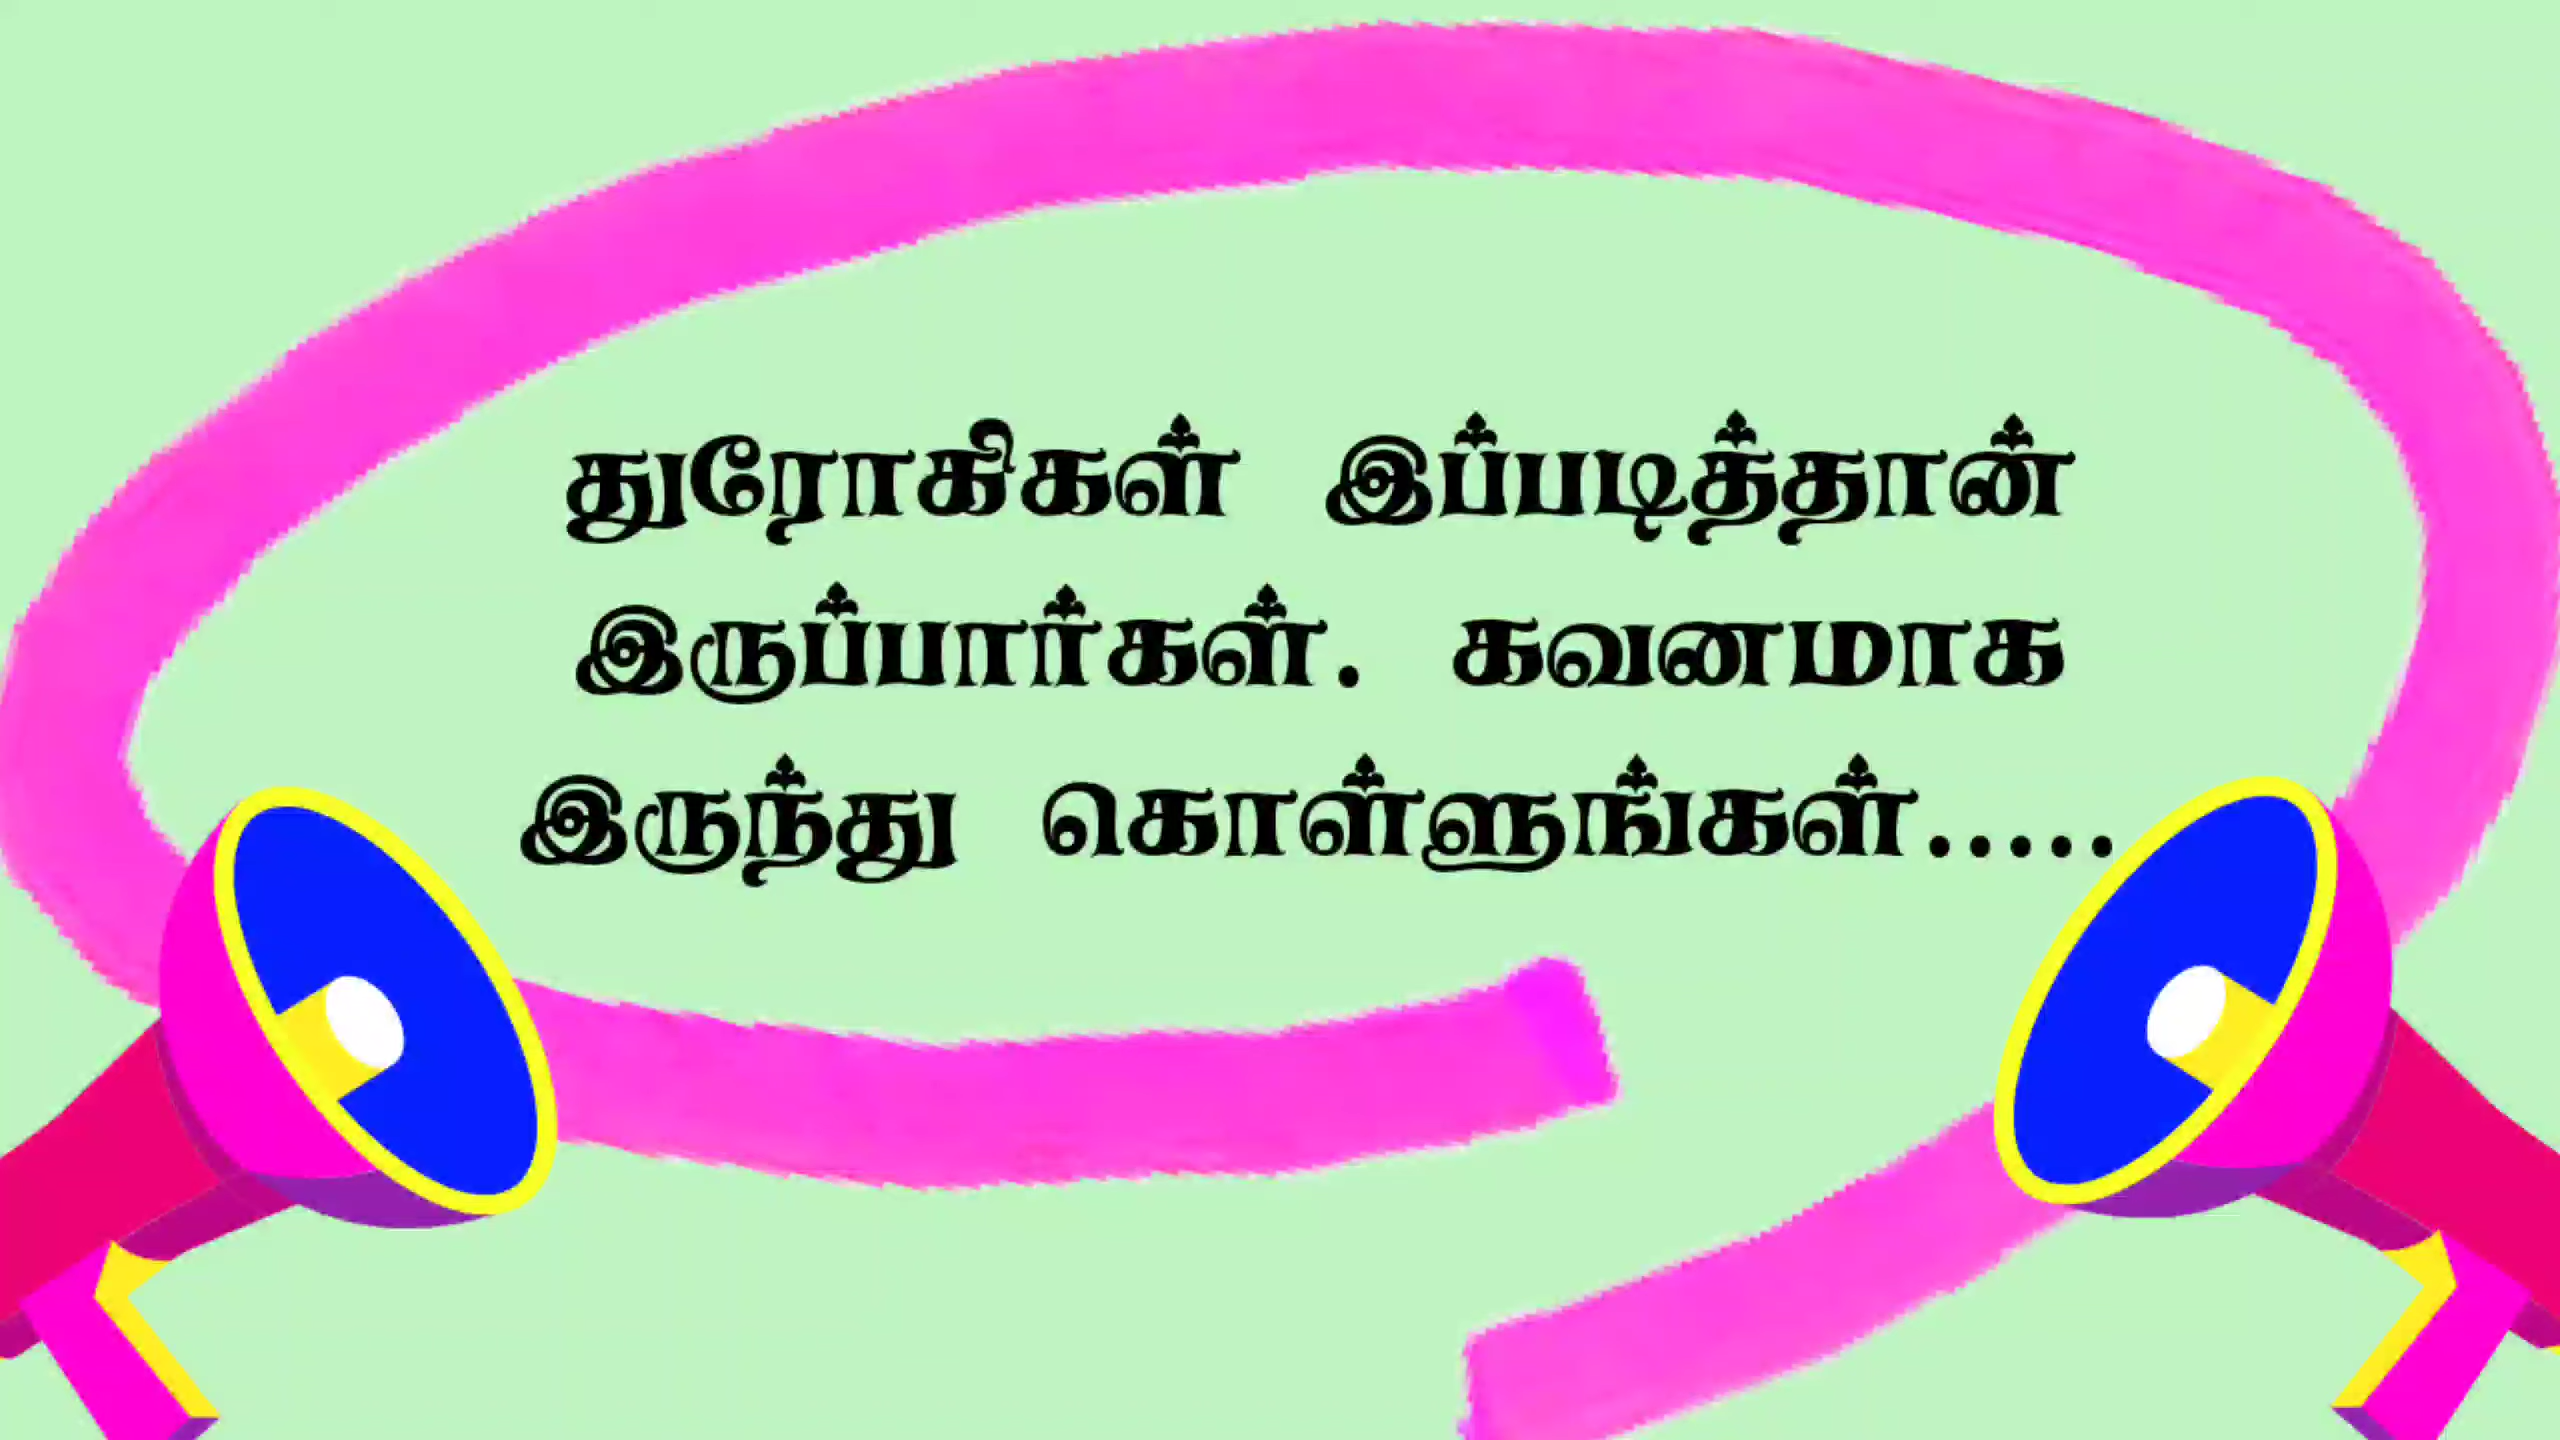 துரோகிகள் இப்படித்தான்
இருப்பார்கள். கவனமாக
இருந்து கொள்ளுங்கள்.....